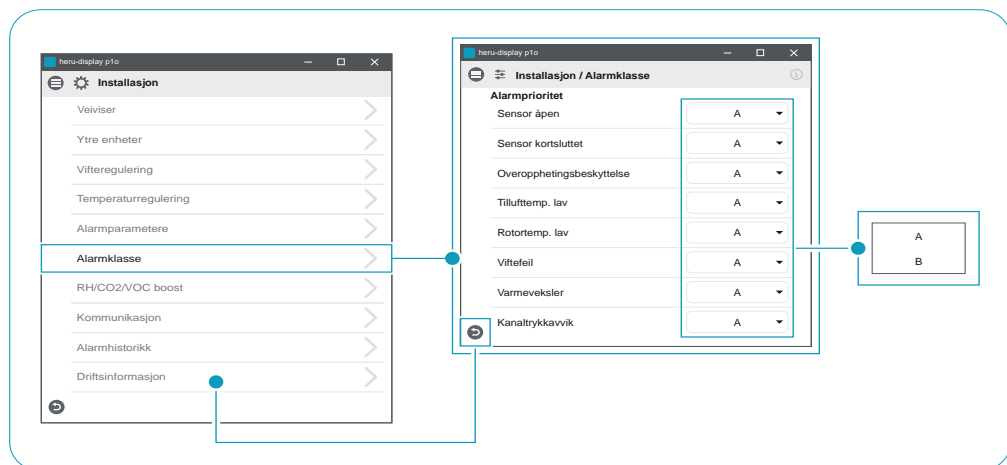 heru-display p1o
Installasjon
Veiviser
Ytre enheter
Vifteregulering
Temperaturregulering
Alarmparametere
Alarmklasse
RH/CO2/VOC boost
Kommunikasjon
Alarmhistorikk
Driftsinformasjon
heru-display p1o
Installasjon / Alarmklasse
Alarmprioritet
Sensor åpen A
Sensor kortsluttet A
Overopphetingsbeskyttelse A
Tillufttemp. lav A
Rotortemp. lav A
Viftefeil A
Varmeveksler A
Kanaltrykkavvik A
A
B